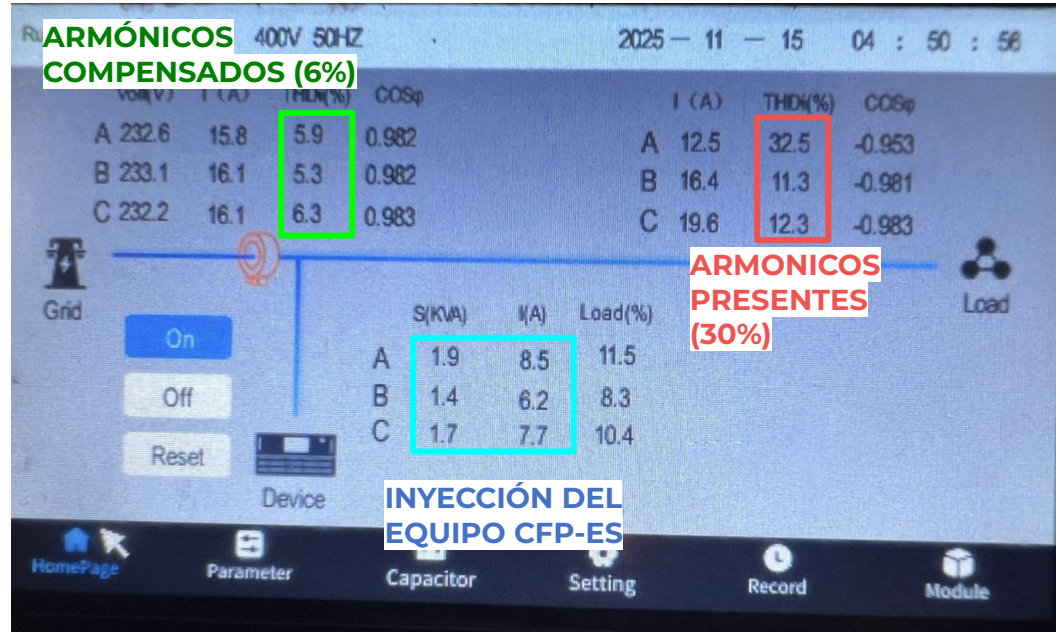 ARMÓNICOS
COMPENSADOS (6%)
400V 50HZ
2025 — 11 — 15 04 : 50 : 56
I (A) THDi(%) COSφ
A 232.6 15.8 5.9 0.982
B 233.1 16.1 5.3 0.982
C 232.2 16.1 6.3 0.983
I (A) THDi(%) COSφ
A 12.5 32.5 -0.953
B 16.4 11.3 -0.981
C 19.6 12.3 -0.983
ARMONICOS
PRESENTES
(30%)
Grid
Load
On
Off
Reset
Device
S(KVA) I(A) Load(%)
A 1.9 8.5 11.5
B 1.4 6.2 8.3
C 1.7 7.7 10.4
INYECCIÓN DEL
EQUIPO CFP-ES
HomePage
Parameter
Capacitor
Setting
Record
Module